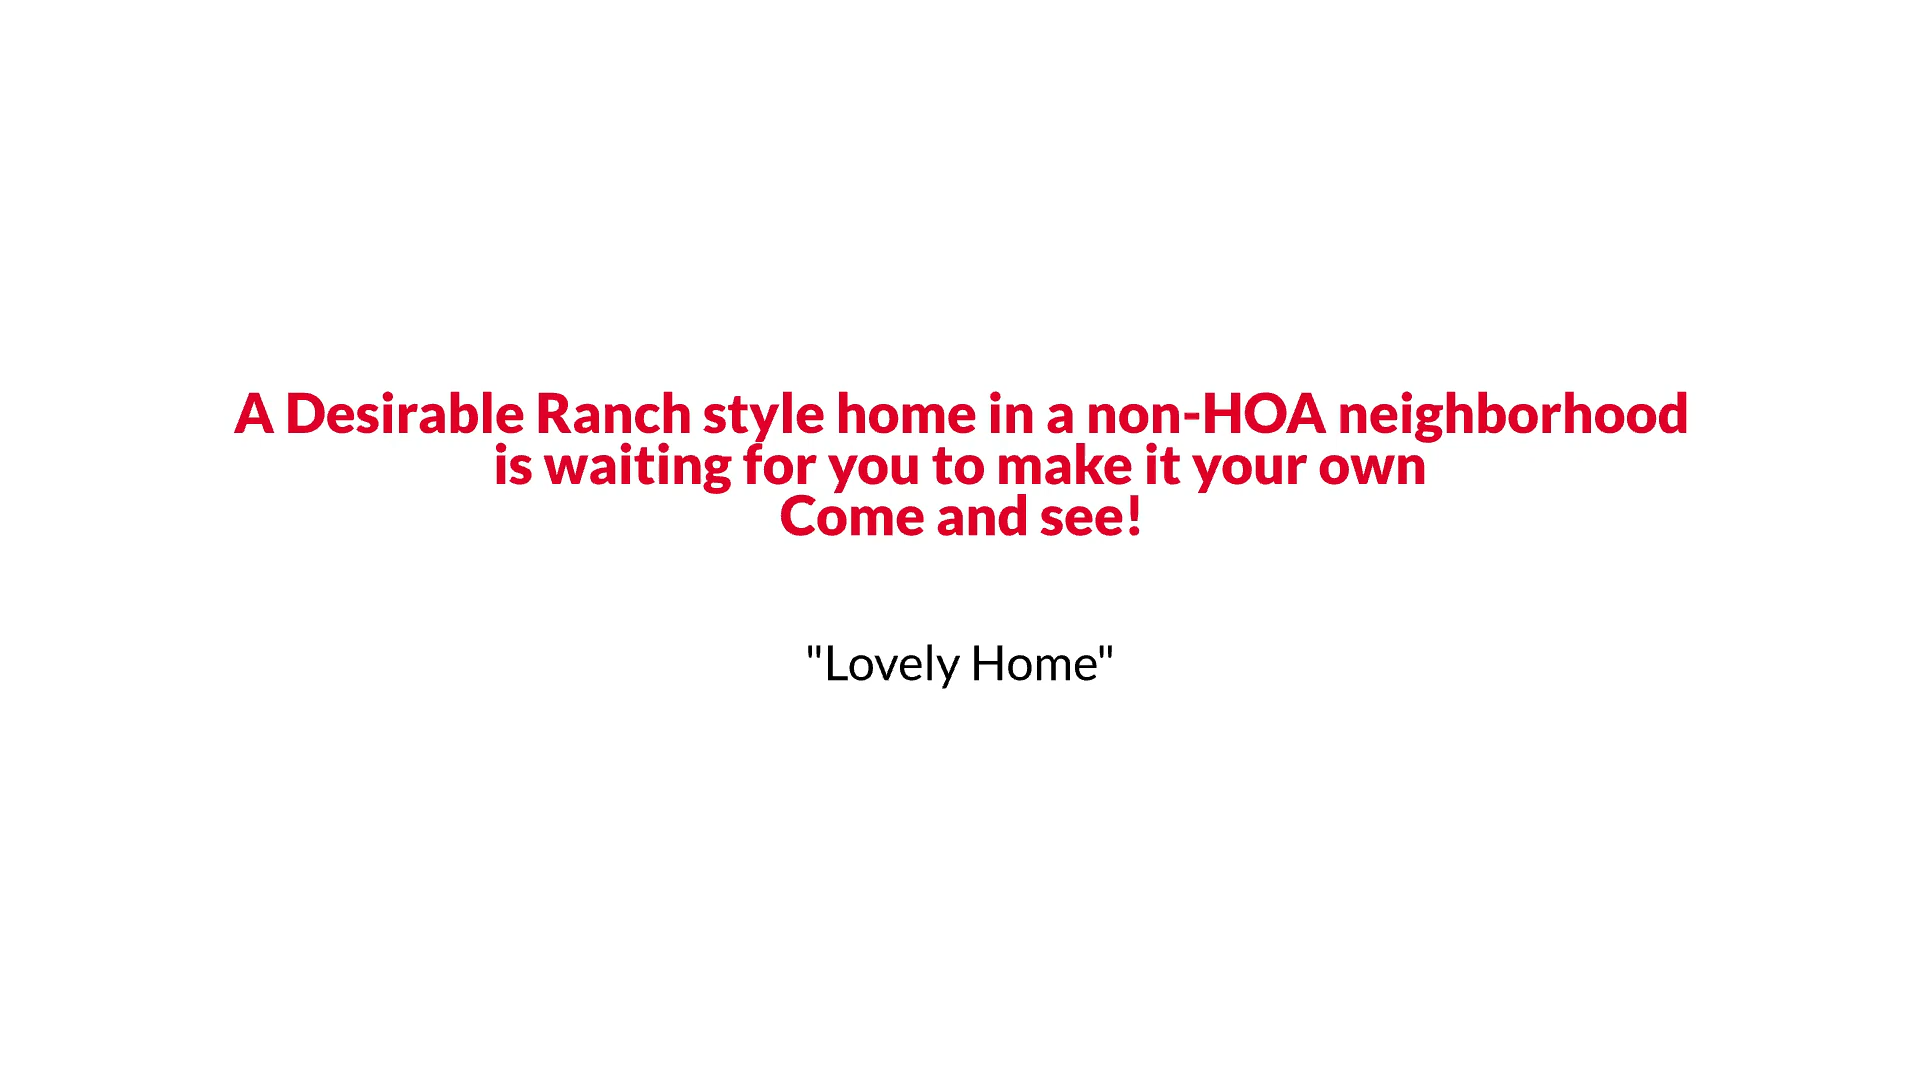 A Desirable Ranch style home in a non-HOA neighborhood
is waiting for you to make it your own
Come and see!
"Lovely Home"